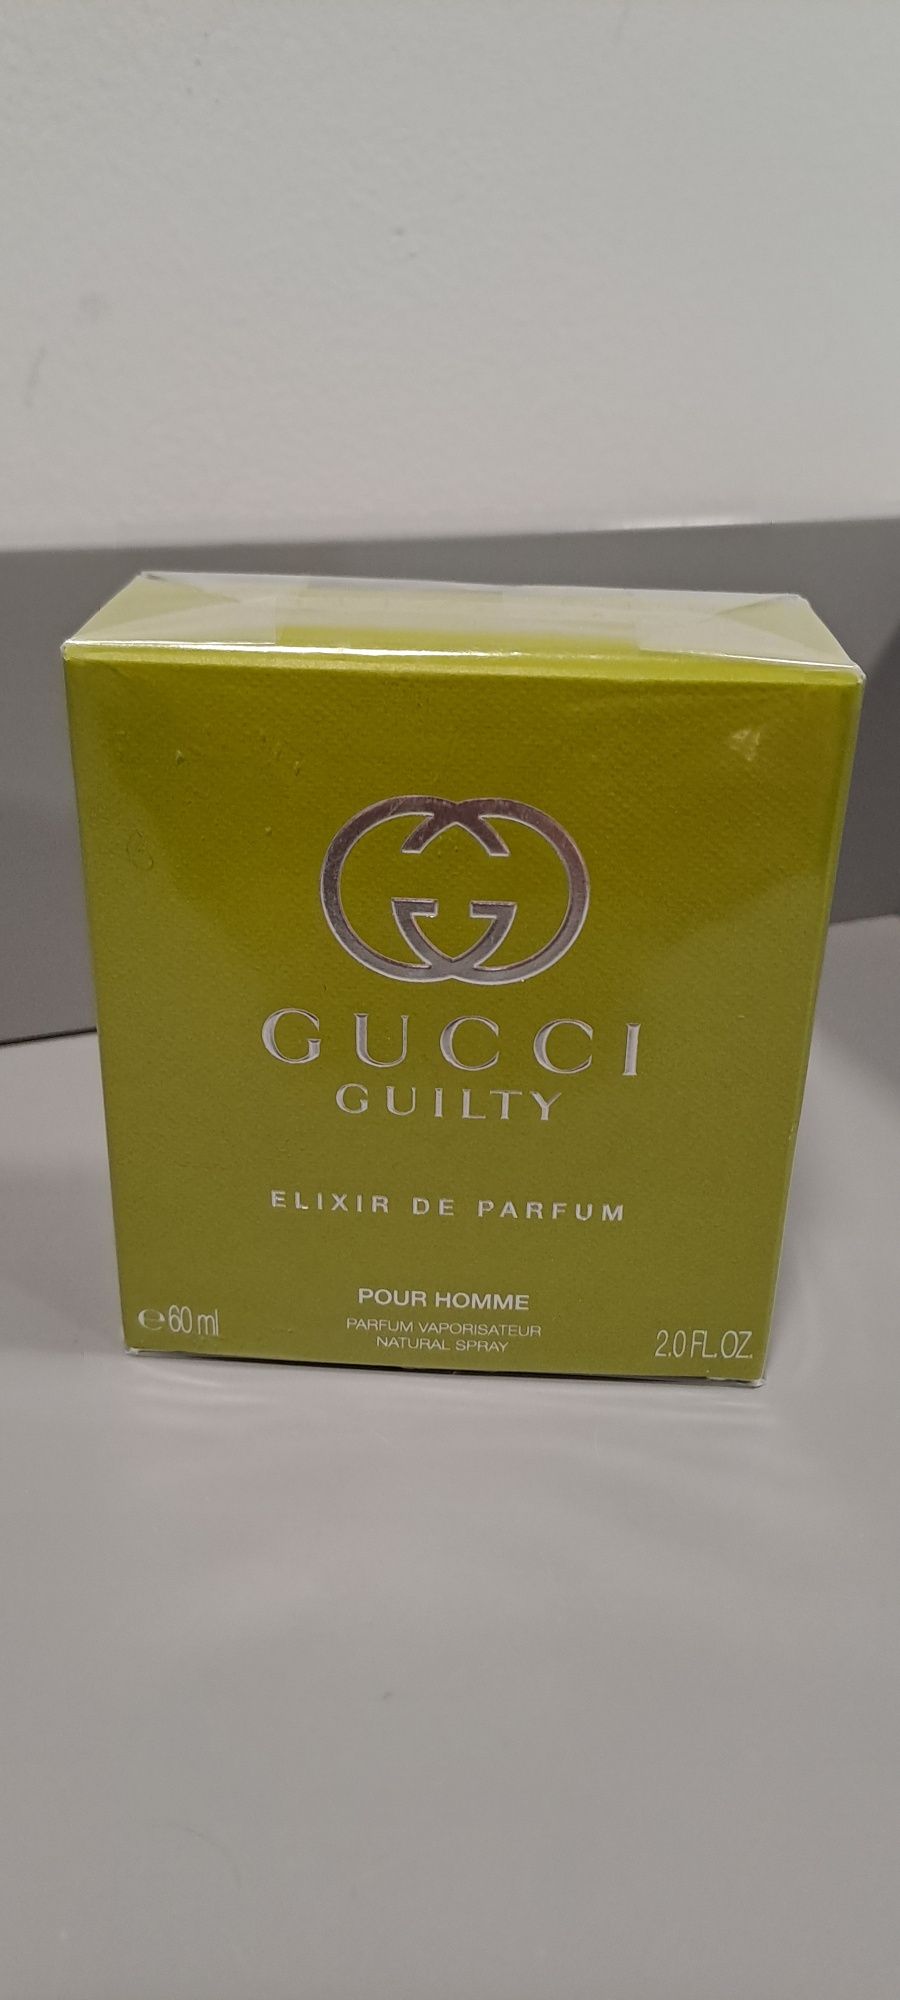 GUCCI
GUILTY
ELIXIR DE PARFUM
POUR HOMME
PARFUM VAPORISATEUR
NATURAL SPRAY
℮60 ml
2.0 FL.OZ.